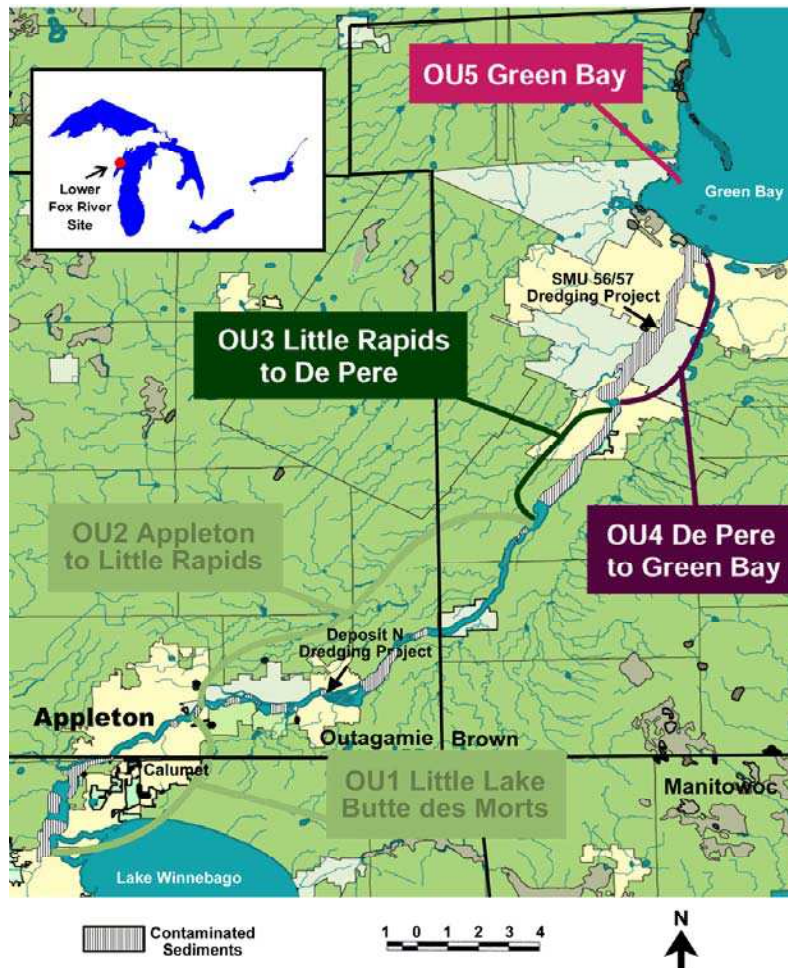 OU5 Green Bay
Lower
Fox River
Site
Green Bay
SMU 56/57
Dredging Project
OU3 Little Rapids
to De Pere
OU2 Appleton
to Little Rapids
OU4 De Pere
to Green Bay
Deposit N
Dredging Project
Appleton
Outagamie
Brown
Calumet
OU1 Little Lake
Butte des Morts
Manitowoc
Lake Winnebago
Contaminated
Sediments
1 0 1 2 3 4
N